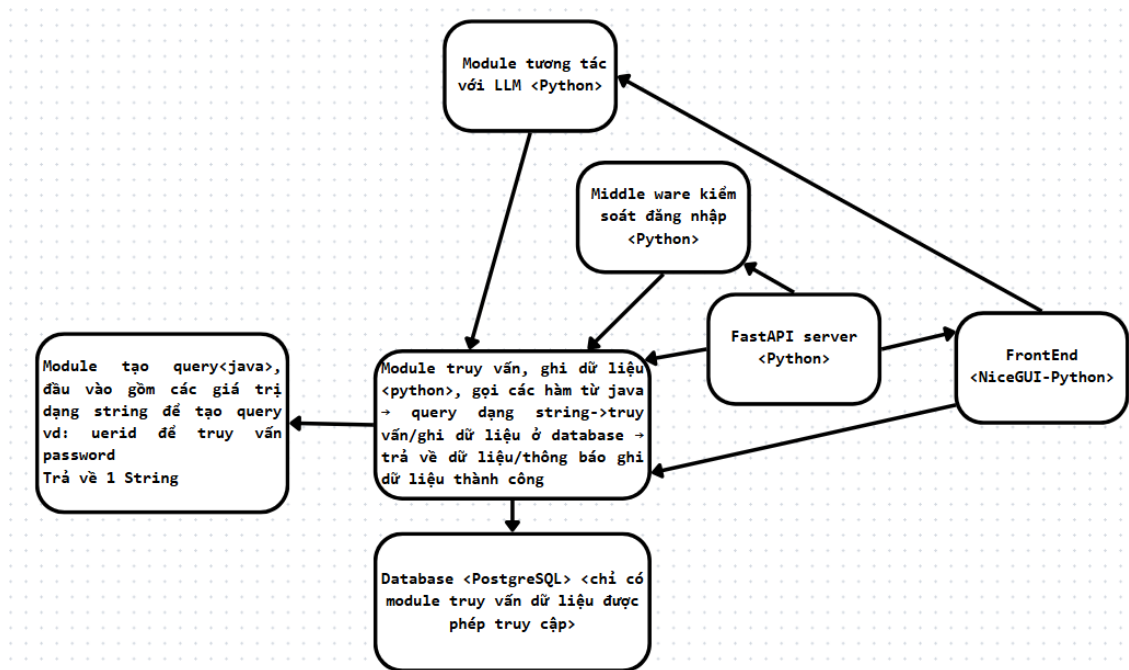 Module tương tác
với LLM <Python>
Middle ware kiểm
soát đăng nhập
<Python>
FastAPI server
<Python>
FrontEnd
<NiceGUI-Python>
Module tạo query<java>,
đầu vào gồm các giá trị
dạng string để tạo query
vd: uerid để truy vấn
password
Trả về 1 String
Module truy vấn, ghi dữ liệu
<python>, gọi các hàm từ java
→ query dạng string->truy
vấn/ghi dữ liệu ở database →
trả về dữ liệu/thông báo ghi
dữ liệu thành công
Database <PostgreSQL> <chỉ có
module truy vấn dữ liệu được
phép truy cập>